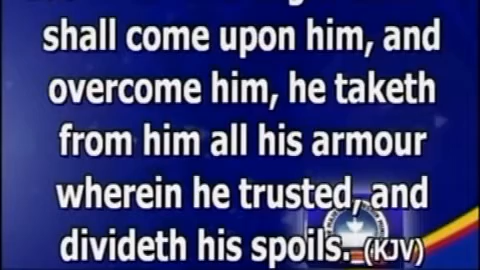 shall come upon him, and
overcome him, he taketh
from him all his armour
wherein he trusted, and
divideth his spoils. (KJV)